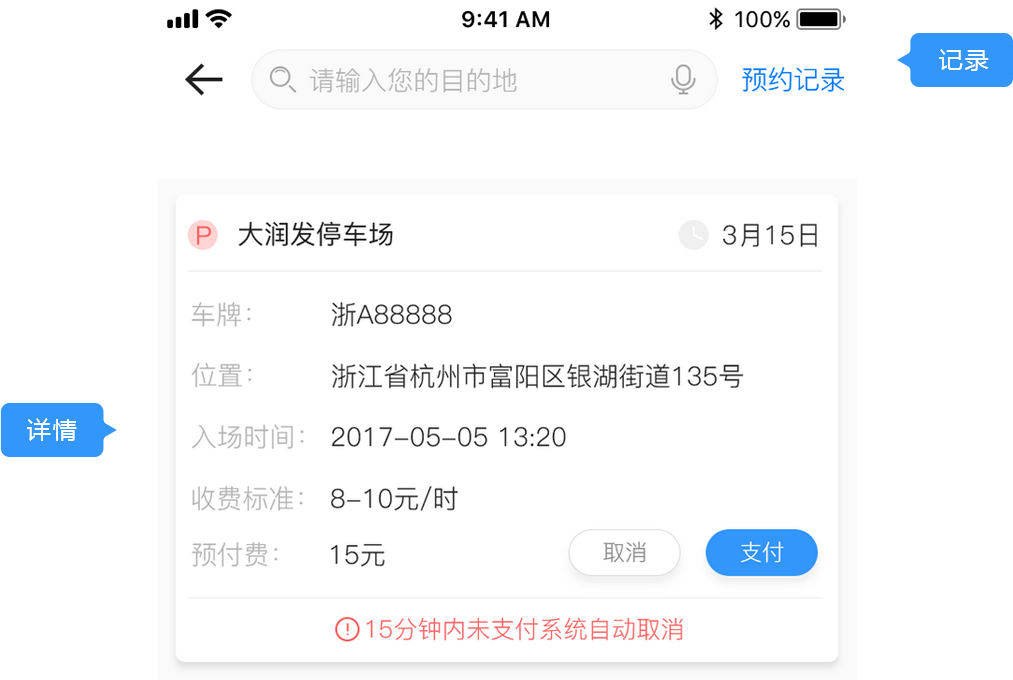 9:41 AM 100%
记录
请输入您的目的地 预约记录
P 大润发停车场 3月15日
车牌: 浙A88888
位置: 浙江省杭州市富阳区银湖街道135号
详情
入场时间: 2017-05-05 13:20
收费标准: 8-10元/时
预付费: 15元 取消 支付
15分钟内未支付系统自动取消